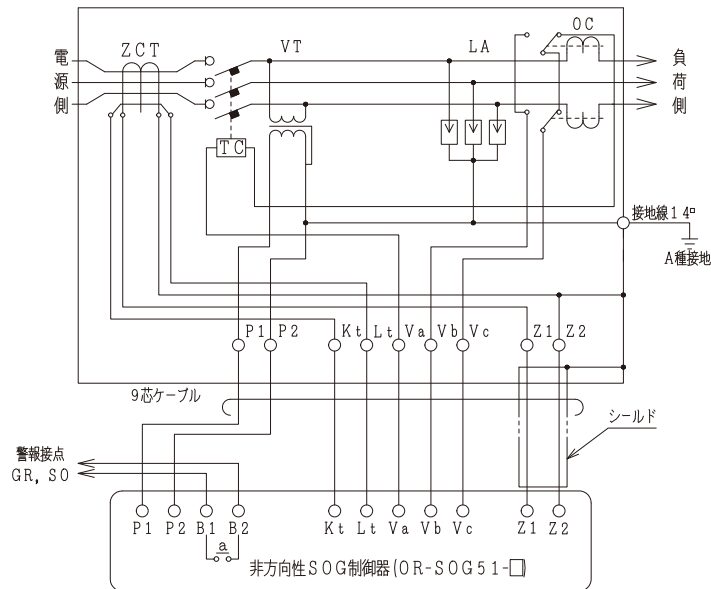 ZCT
VT
LA
OC
電源側
負荷側
TC
接地線14□
A種接地
P1 P2 Kt Lt Va Vb Vc Z1 Z2
9芯ケーブル
シールド
警報接点
GR, SO
P1 P2 B1 B2 Kt Lt Va Vb Vc Z1 Z2
a
非方向性SOG制御器(OR-SOG51-□)